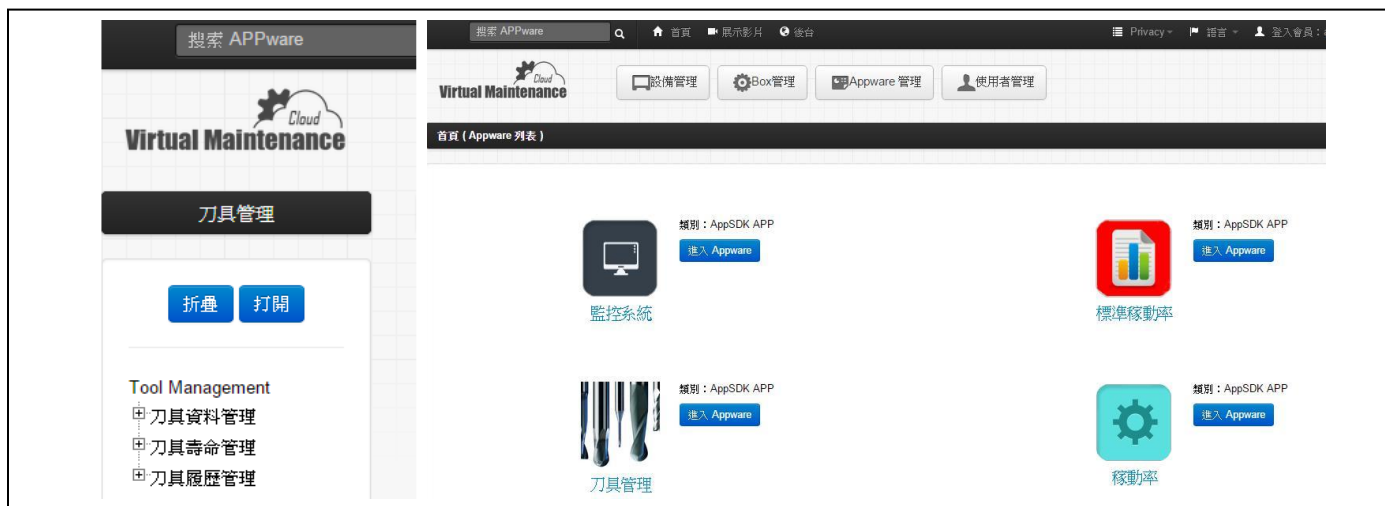 搜索 APPware
Cloud
Virtual Maintenance
刀具管理
折疊 打開
Tool Management
刀具資料管理
刀具壽命管理
刀具履歷管理
搜索 APPware 首頁 展示影片 後台 Privacy 語言 登入會員：
Cloud
Virtual Maintenance
設備管理 Box管理 Appware 管理 使用者管理
首頁 ( Appware 列表 )
類別：AppSDK APP
進入 Appware
監控系統
類別：AppSDK APP
進入 Appware
標準稼動率
類別：AppSDK APP
進入 Appware
刀具管理
類別：AppSDK APP
進入 Appware
稼動率